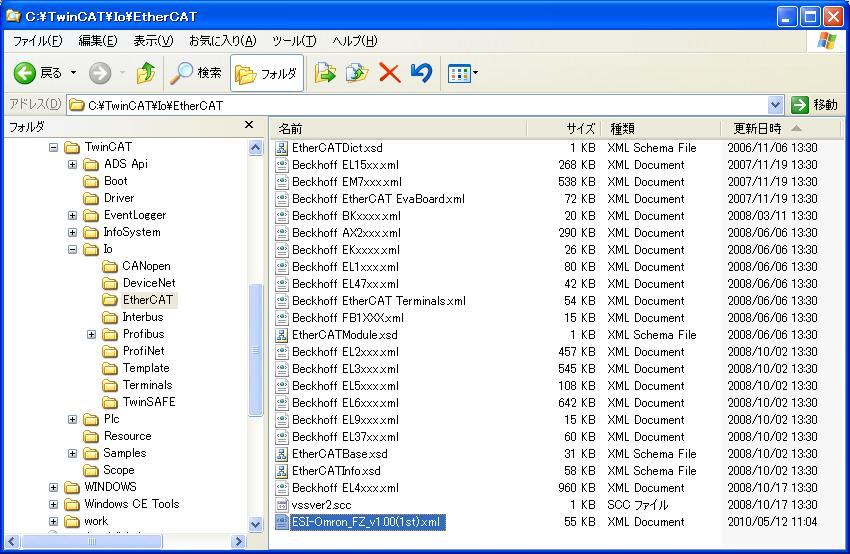 C:¥TwinCAT¥Io¥EtherCAT
ファイル(F) 編集(E) 表示(V) お気に入り(A) ツール(T) ヘルプ(H)
戻る 検索 フォルダ
アドレス(D) C:¥TwinCAT¥Io¥EtherCAT 移動
フォルダ
TwinCAT
ADS Api
Boot
Driver
EventLogger
InfoSystem
Io
CANopen
DeviceNet
EtherCAT
Interbus
Profibus
ProfiNet
Template
Terminals
TwinSAFE
Plc
Resource
Samples
Scope
WINDOWS
Windows CE Tools
work
名前 サイズ 種類 更新日時
EtherCATDict.xsd 1 KB XML Schema File 2006/11/06 13:30
Beckhoff EL15xx.xml 268 KB XML Document 2007/11/19 13:30
Beckhoff EM7xxx.xml 538 KB XML Document 2007/11/19 13:30
Beckhoff EtherCAT EvaBoard.xml 72 KB XML Document 2007/11/19 13:30
Beckhoff BKxxxx.xml 20 KB XML Document 2008/03/11 13:30
Beckhoff AX2xxx.xml 290 KB XML Document 2008/06/06 13:30
Beckhoff EKxxxx.xml 26 KB XML Document 2008/06/06 13:30
Beckhoff EL1xxx.xml 80 KB XML Document 2008/06/06 13:30
Beckhoff EL47xx.xml 42 KB XML Document 2008/06/06 13:30
Beckhoff EtherCAT Terminals.xml 54 KB XML Document 2008/06/06 13:30
Beckhoff FB1XXX.xml 15 KB XML Document 2008/06/06 13:30
EtherCATModule.xsd 1 KB XML Schema File 2008/06/06 13:30
Beckhoff EL2xxx.xml 457 KB XML Document 2008/10/02 13:30
Beckhoff EL3xxx.xml 545 KB XML Document 2008/10/02 13:30
Beckhoff EL5xxx.xml 108 KB XML Document 2008/10/02 13:30
Beckhoff EL6xxx.xml 642 KB XML Document 2008/10/02 13:30
Beckhoff EL9xxx.xml 15 KB XML Document 2008/10/02 13:30
Beckhoff EL37xx.xml 60 KB XML Document 2008/10/02 13:30
EtherCATBase.xsd 31 KB XML Schema File 2008/10/02 13:30
EtherCATInfo.xsd 58 KB XML Schema File 2008/10/02 13:30
Beckhoff EL4xxx.xml 960 KB XML Document 2008/10/17 13:30
vssver2.scc 1 KB SCC ファイル 2008/10/17 13:30
ESI-Omron_FZ_v1.00(1st).xml 55 KB XML Document 2010/05/12 11:04